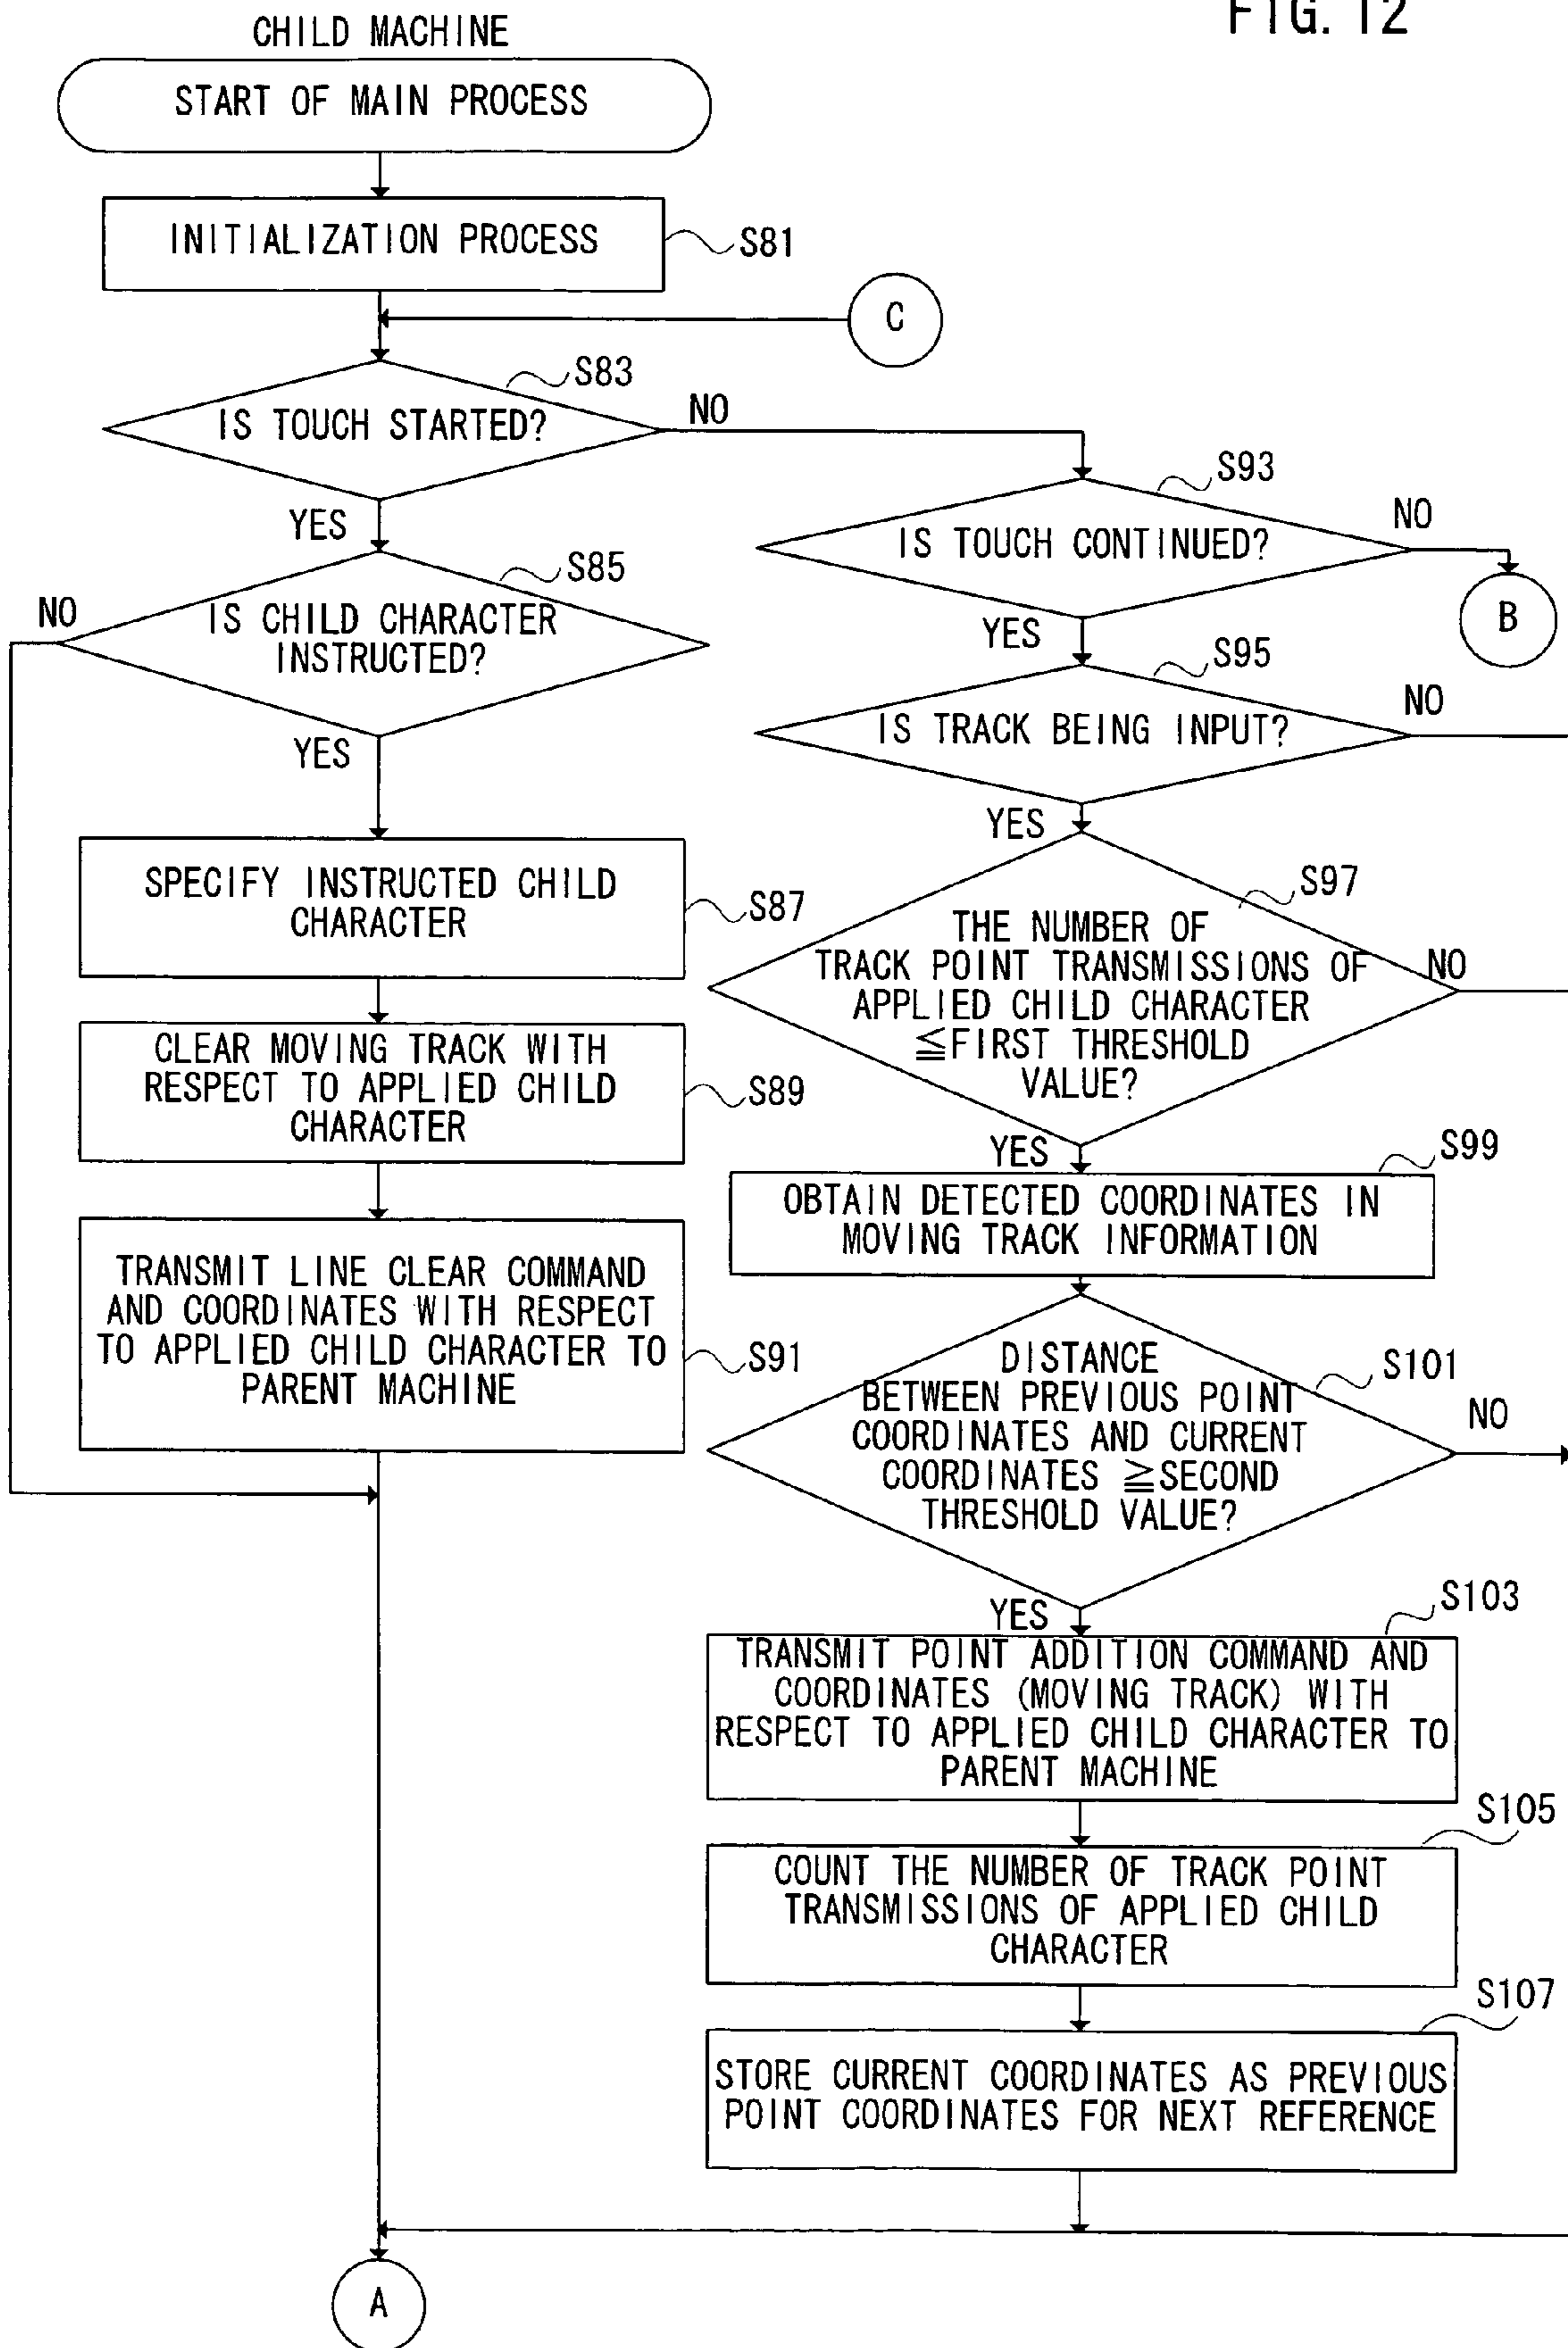 FIG. 12
CHILD MACHINE
START OF MAIN PROCESS
INITIALIZATION PROCESS
S81
C
S83
IS TOUCH STARTED?
NO
YES
S85
NO
IS CHILD CHARACTER
INSTRUCTED?
YES
SPECIFY INSTRUCTED CHILD
CHARACTER
S87
CLEAR MOVING TRACK WITH
RESPECT TO APPLIED CHILD
CHARACTER
S89
TRANSMIT LINE CLEAR COMMAND
AND COORDINATES WITH RESPECT
TO APPLIED CHILD CHARACTER TO
PARENT MACHINE
S91
S93
IS TOUCH CONTINUED?
NO
B
YES
S95
IS TRACK BEING INPUT?
NO
YES
S97
THE NUMBER OF
TRACK POINT TRANSMISSIONS OF
APPLIED CHILD CHARACTER
≦FIRST THRESHOLD
VALUE?
NO
YES
S99
OBTAIN DETECTED COORDINATES IN
MOVING TRACK INFORMATION
S101
DISTANCE
BETWEEN PREVIOUS POINT
COORDINATES AND CURRENT
COORDINATES ≧SECOND
THRESHOLD VALUE?
NO
YES
S103
TRANSMIT POINT ADDITION COMMAND AND
COORDINATES (MOVING TRACK) WITH
RESPECT TO APPLIED CHILD CHARACTER TO
PARENT MACHINE
S105
COUNT THE NUMBER OF TRACK POINT
TRANSMISSIONS OF APPLIED CHILD
CHARACTER
S107
STORE CURRENT COORDINATES AS PREVIOUS
POINT COORDINATES FOR NEXT REFERENCE
A